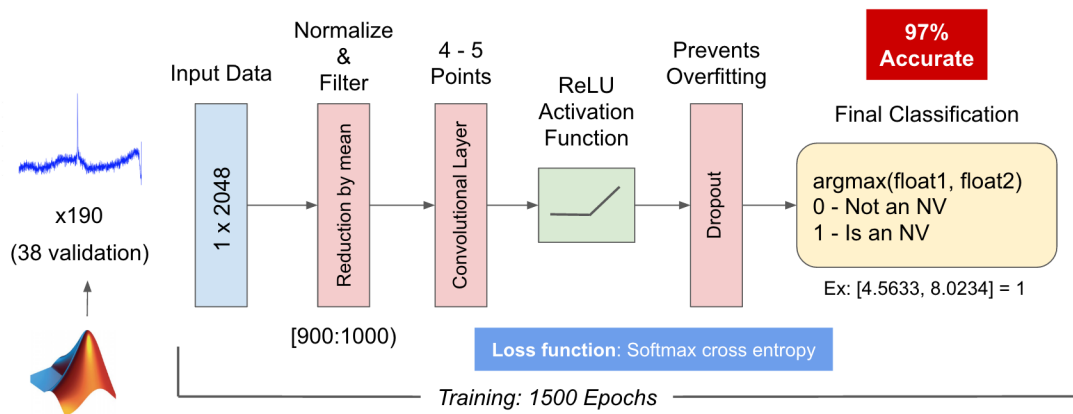 x190
(38 validation)
Input Data
1 x 2048
Normalize
&
Filter
Reduction by mean
[900:1000)
4 - 5
Points
Convolutional Layer
ReLU
Activation
Function
Prevents
Overfitting
Dropout
97%
Accurate
Final Classification
argmax(float1, float2)
0 - Not an NV
1 - Is an NV
Ex: [4.5633, 8.0234] = 1
Loss function: Softmax cross entropy
Training: 1500 Epochs